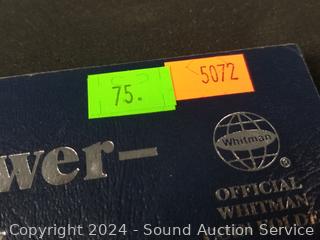 75.
5072
wer–
Whitman
®
OFFICIAL
WHITMAN
Copyright 2024 - Sound Auction Service